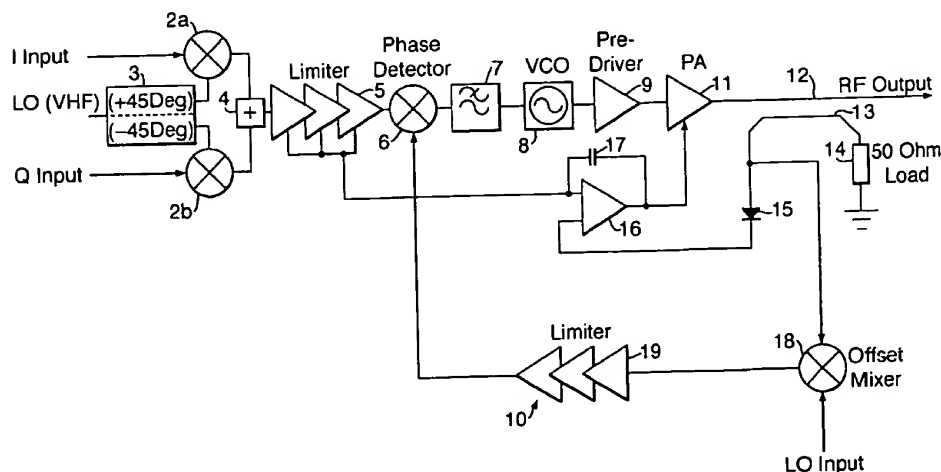 2a
I Input
3
LO (VHF)
(+45Deg)
(−45Deg)
4
+
Q Input
2b
Limiter
5
Phase
Detector
6
7
VCO
8
Pre-
Driver
9
PA
11
12
RF Output
13
14
50 Ohm
Load
15
17
16
Limiter
19
10
18
Offset
Mixer
LO Input